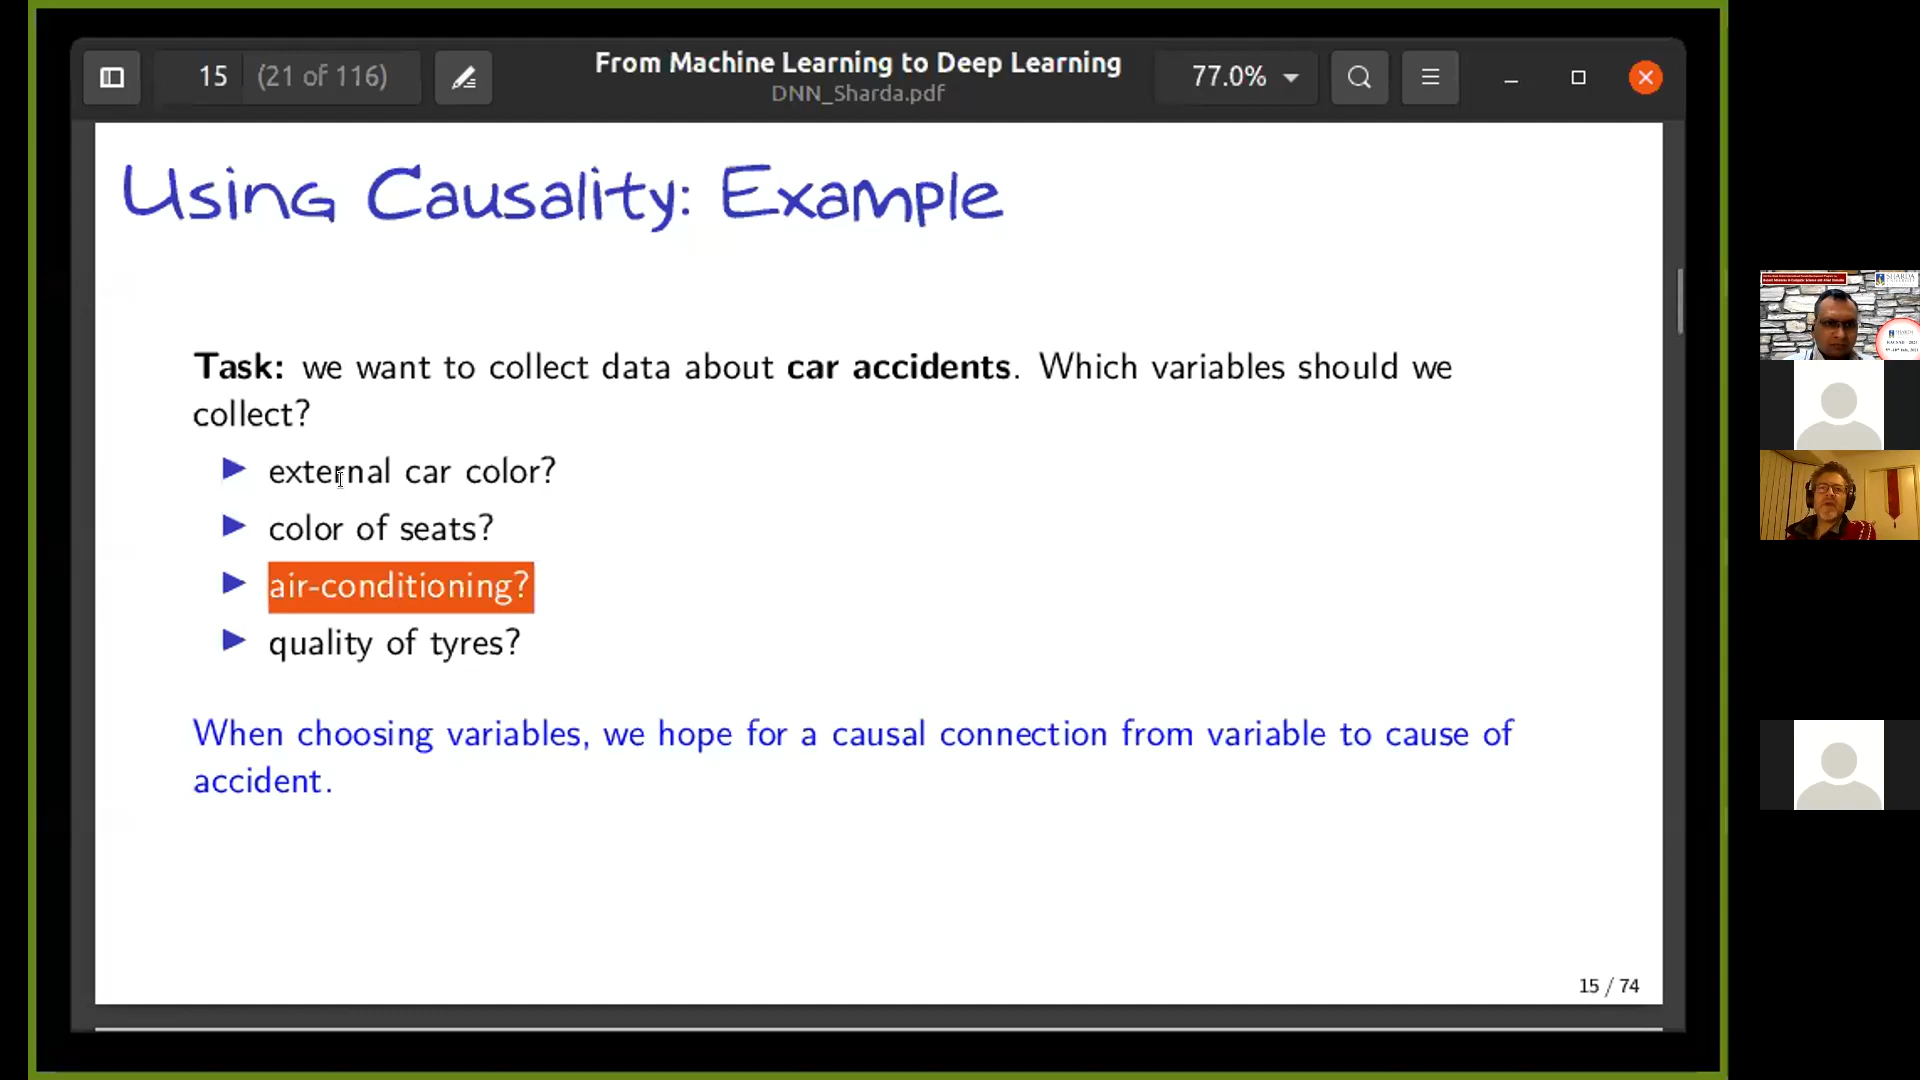 15 (21 of 116)
From Machine Learning to Deep Learning
DNN_Sharda.pdf
77.0%
Using Causality: Example
Task: we want to collect data about car accidents. Which variables should we
collect?
external car color?
color of seats?
air-conditioning?
quality of tyres?
When choosing variables, we hope for a causal connection from variable to cause of
accident.
15 / 74
SHARDA